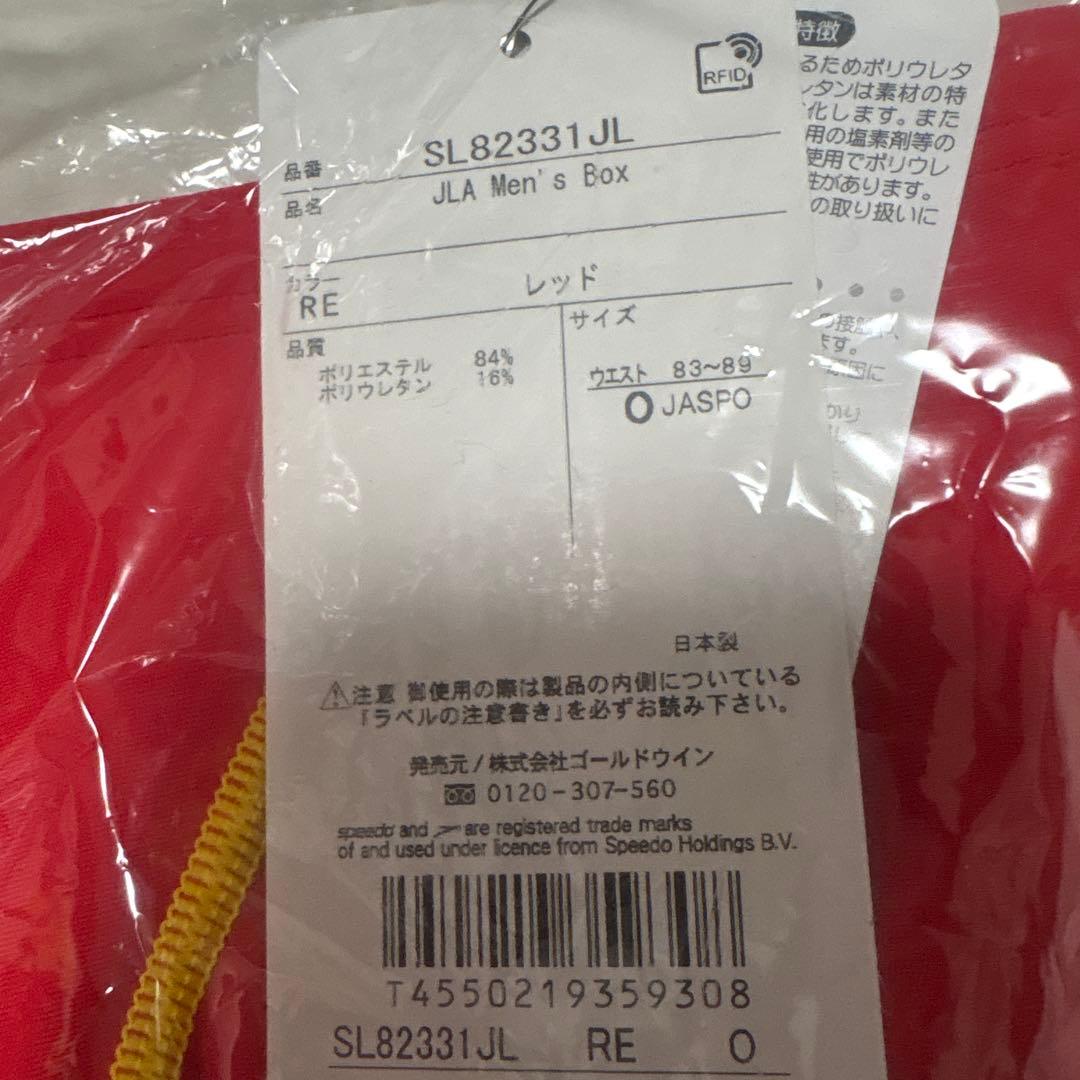 RFID
品番 SL82331JL
品名 JLA Men's Box
カラー
RE レッド
品質
ポリエステル 84%
ポリウレタン 16%
サイズ
ウエスト 83〜89
O JASPO
日本製
注意 御使用の際は製品の内側についている
「ラベルの注意書き」を必ずお読み下さい。
発売元/株式会社ゴールドウイン
0120-307-560
speedo and are registered trade marks
of and used under licence from Speedo Holdings B.V.
T4550219359308
SL82331JL RE O
特徴
るためポリウレタ
レタンは素材の特
化します。また
用の塩素剤等の
使用でポリウレ
性があります。
の取り扱いに
の接触
ます。
原因に